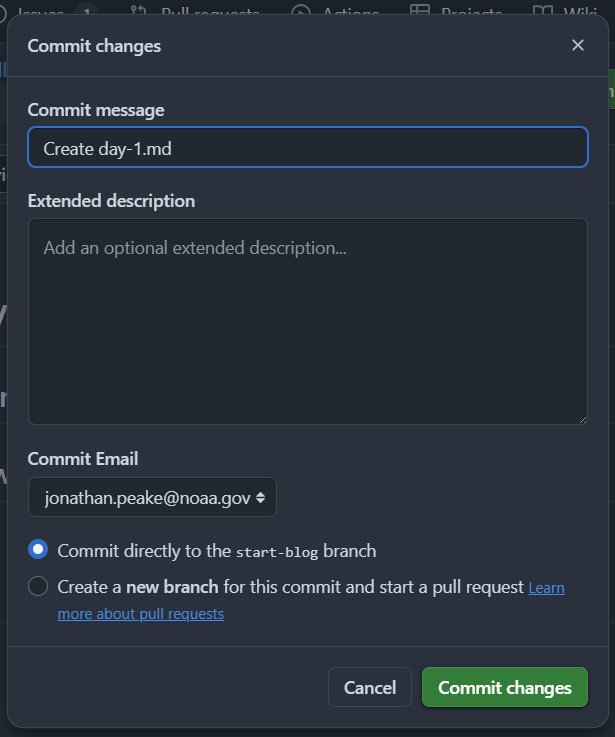 Issues 1 Pull requests Actions Projects Wiki
Commit changes
Commit message
Create day-1.md
Extended description
Add an optional extended description...
Commit Email
jonathan.peake@noaa.gov
Commit directly to the start-blog branch
Create a new branch for this commit and start a pull request Learn
more about pull requests
Cancel Commit changes